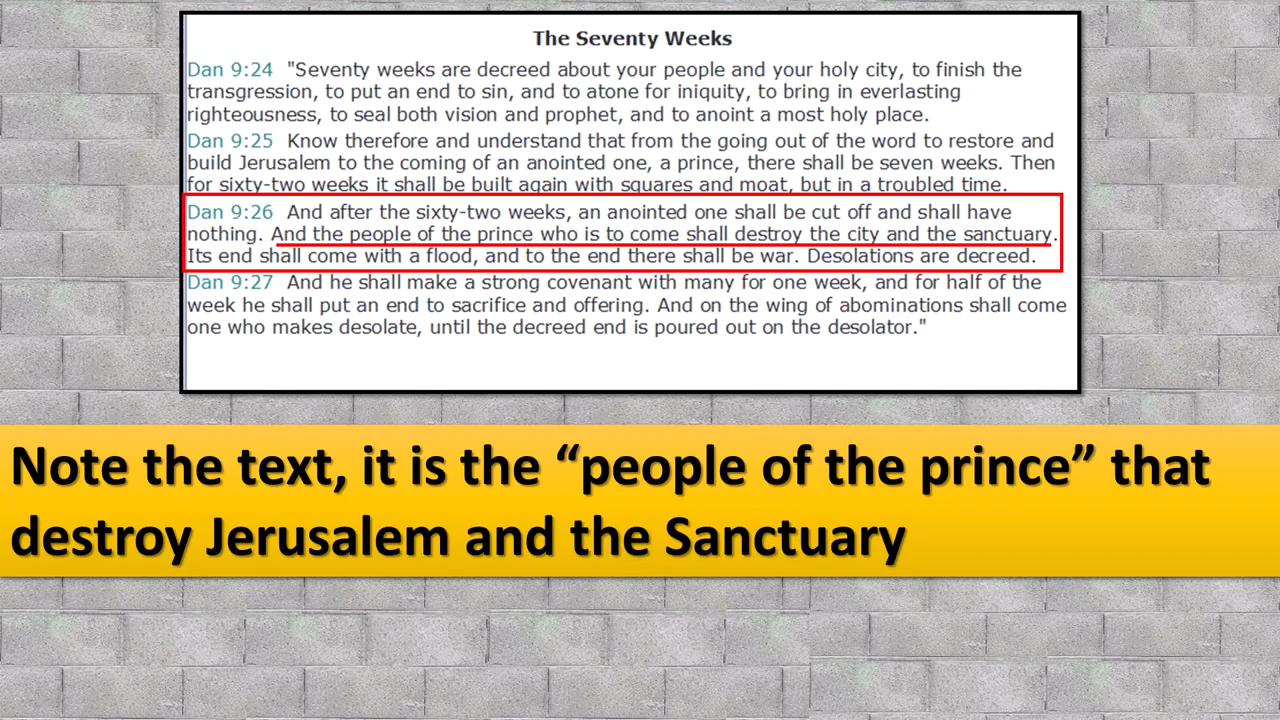 The Seventy Weeks
Dan 9:24 "Seventy weeks are decreed about your people and your holy city, to finish the
transgression, to put an end to sin, and to atone for iniquity, to bring in everlasting
righteousness, to seal both vision and prophet, and to anoint a most holy place.
Dan 9:25 Know therefore and understand that from the going out of the word to restore and
build Jerusalem to the coming of an anointed one, a prince, there shall be seven weeks. Then
for sixty-two weeks it shall be built again with squares and moat, but in a troubled time.
Dan 9:26 And after the sixty-two weeks, an anointed one shall be cut off and shall have
nothing. And the people of the prince who is to come shall destroy the city and the sanctuary.
Its end shall come with a flood, and to the end there shall be war. Desolations are decreed.
Dan 9:27 And he shall make a strong covenant with many for one week, and for half of the
week he shall put an end to sacrifice and offering. And on the wing of abominations shall come
one who makes desolate, until the decreed end is poured out on the desolator."
Note the text, it is the “people of the prince” that
destroy Jerusalem and the Sanctuary